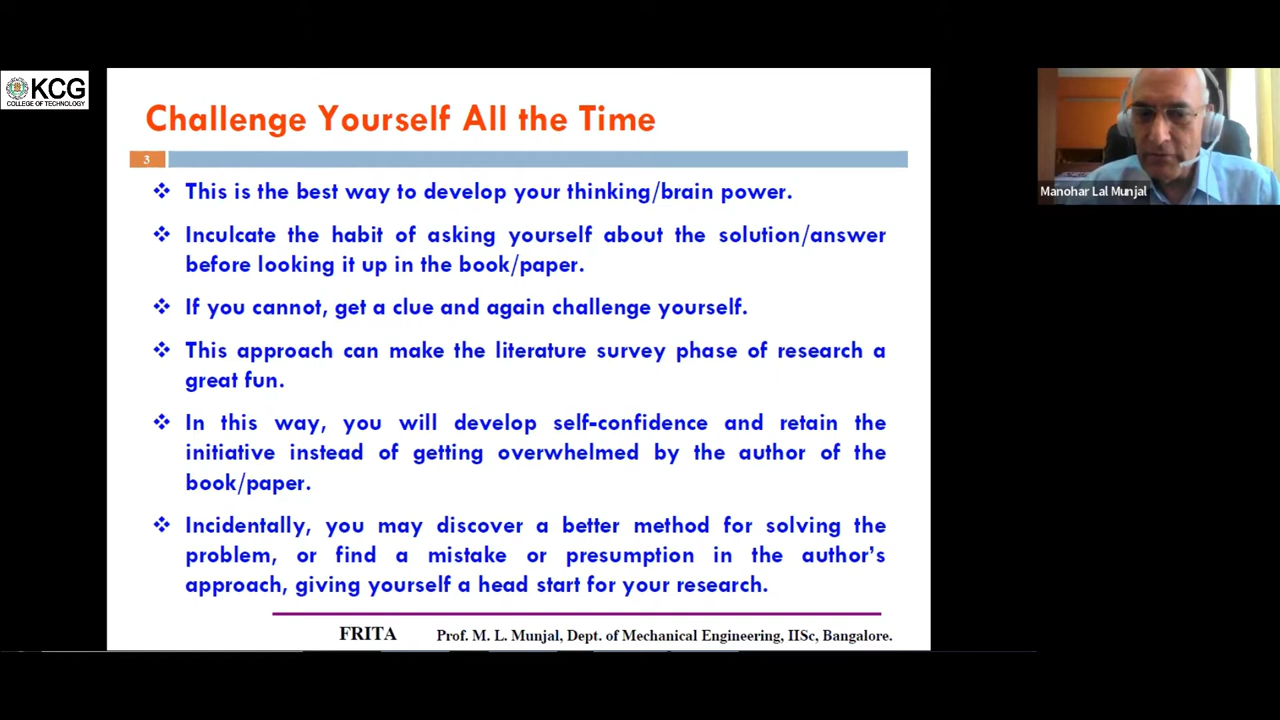 KCG
COLLEGE OF TECHNOLOGY
Challenge Yourself All the Time
3
This is the best way to develop your thinking/brain power.
Inculcate the habit of asking yourself about the solution/answer
before looking it up in the book/paper.
If you cannot, get a clue and again challenge yourself.
This approach can make the literature survey phase of research a
great fun.
In this way, you will develop self-confidence and retain the
initiative instead of getting overwhelmed by the author of the
book/paper.
Incidentally, you may discover a better method for solving the
problem, or find a mistake or presumption in the author's
approach, giving yourself a head start for your research.
FRITA Prof. M. L. Munjal, Dept. of Mechanical Engineering, IISc, Bangalore.
Manohar Lal Munjal